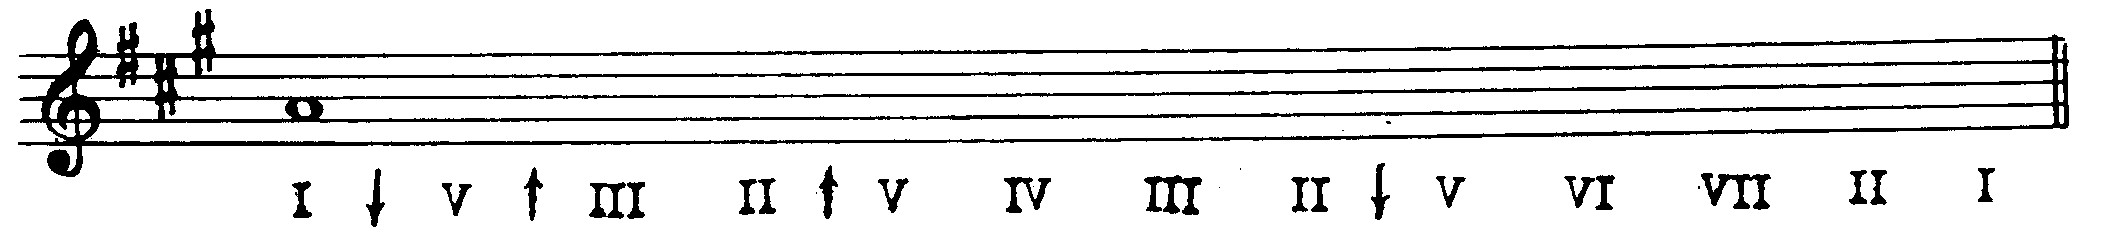 I ↓ V ↑ III II ↑ V IV III II ↓ V VI VII II I